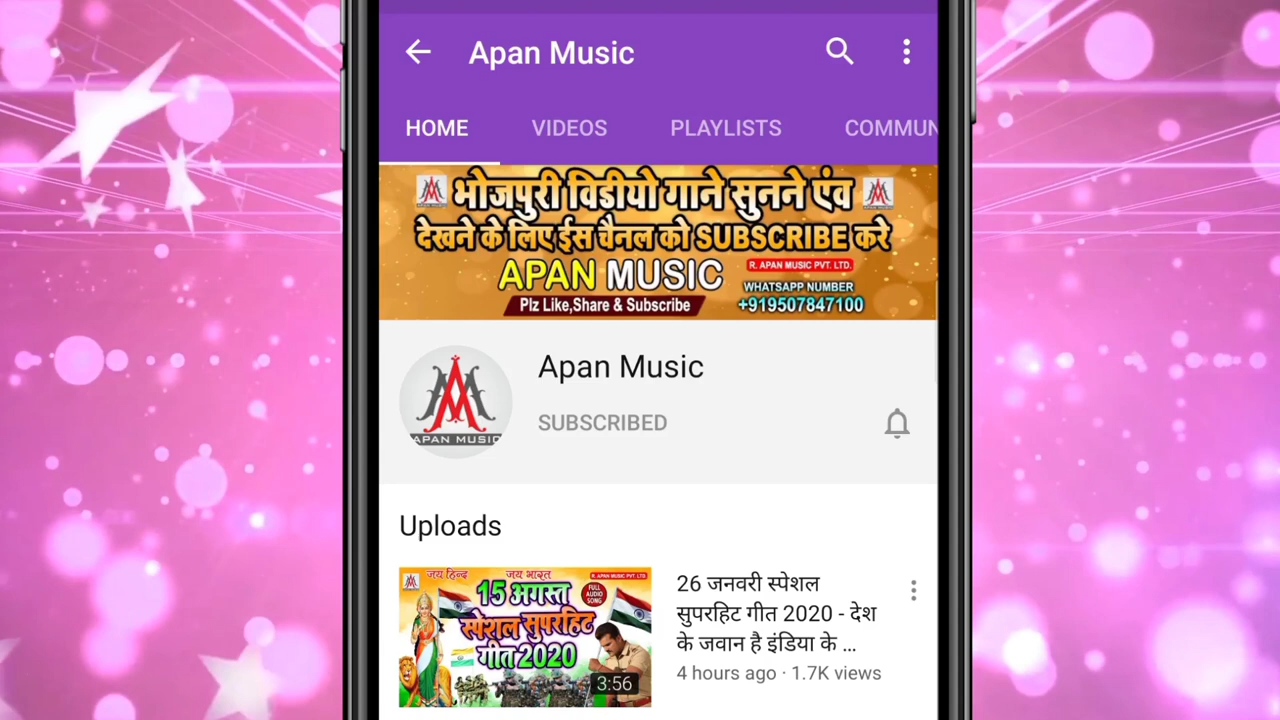 Apan Music
HOME VIDEOS PLAYLISTS COMMUN
भोजपुरी विडीयो गाने सुनने एंव
देखने के लिए ईस चैनल को SUBSCRIBE करे
APAN MUSIC
R. APAN MUSIC PVT. LTD.
WHATSAPP NUMBER
+919507847100
Plz Like,Share & Subscribe
Apan Music
SUBSCRIBED
APAN MUSIC
Uploads
जय हिन्द जय भारत
R. APAN MUSIC PVT. LTD
15 अगस्त
FULL AUDIO SONG
स्पेशल सुपरहिट
गीत 2020
3:56
26 जनवरी स्पेशल
सुपरहिट गीत 2020 - देश
के जवान है इंडिया के ...
4 hours ago · 1.7K views